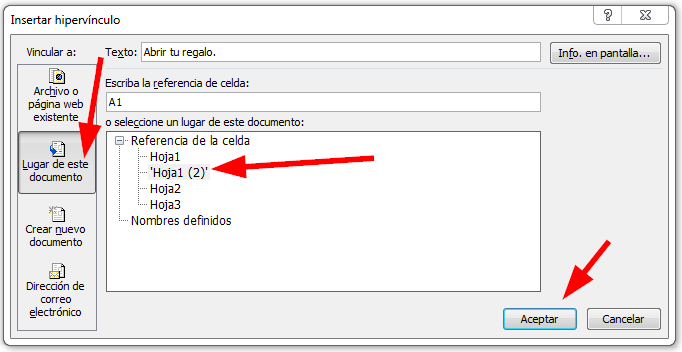 Insertar hipervínculo
Vincular a:
Texto:
Abrir tu regalo.
Info. en pantalla...
Archivo o
página web
existente
Lugar de este
documento
Crear nuevo
documento
Dirección de
correo
electrónico
Escriba la referencia de celda:
A1
o seleccione un lugar de este documento:
Referencia de la celda
Hoja1
'Hoja1 (2)'
Hoja2
Hoja3
Nombres definidos
Aceptar
Cancelar